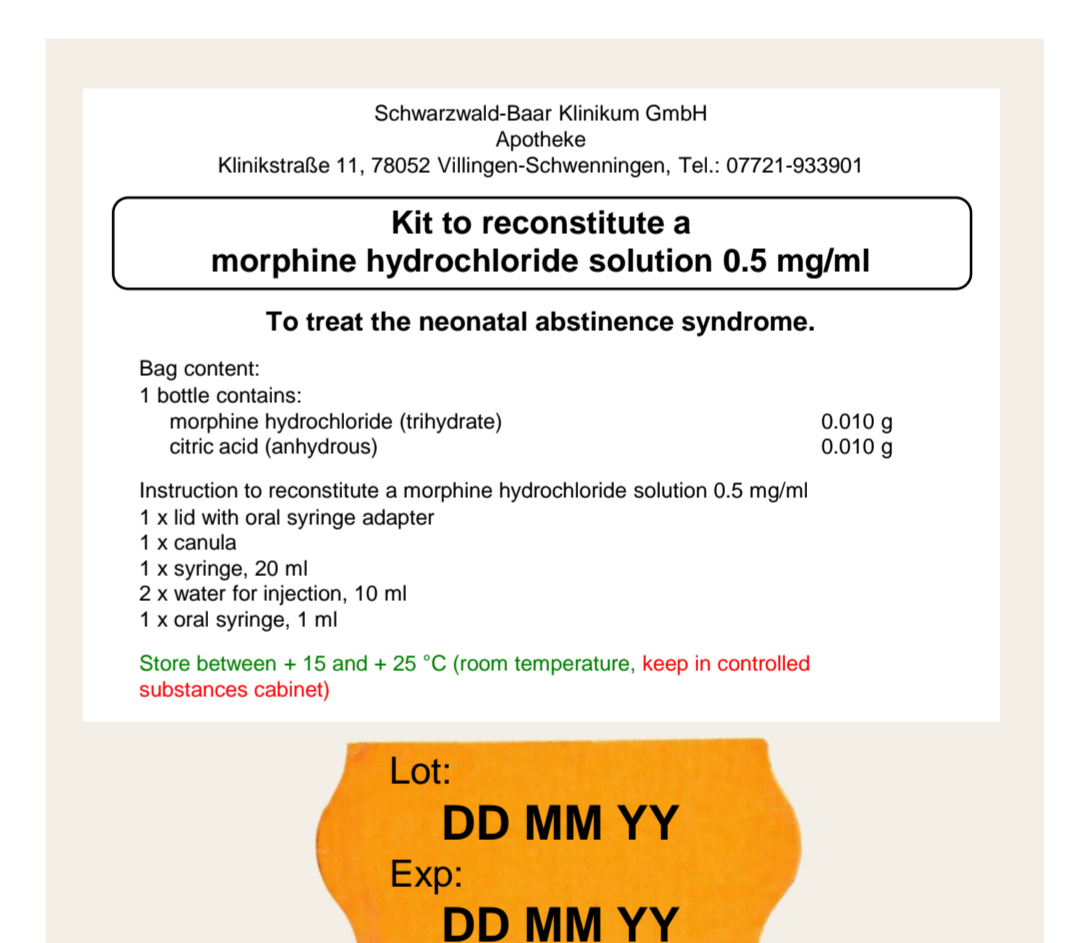 Schwarzwald-Baar Klinikum GmbH
Apotheke
Klinikstraße 11, 78052 Villingen-Schwenningen, Tel.: 07721-933901
Kit to reconstitute a
morphine hydrochloride solution 0.5 mg/ml
To treat the neonatal abstinence syndrome.
Bag content:
1 bottle contains:
morphine hydrochloride (trihydrate) 0.010 g
citric acid (anhydrous) 0.010 g
Instruction to reconstitute a morphine hydrochloride solution 0.5 mg/ml
1 x lid with oral syringe adapter
1 x canula
1 x syringe, 20 ml
2 x water for injection, 10 ml
1 x oral syringe, 1 ml
Store between + 15 and + 25 °C (room temperature, keep in controlled
substances cabinet)
Lot:
DD MM YY
Exp:
DD MM YY